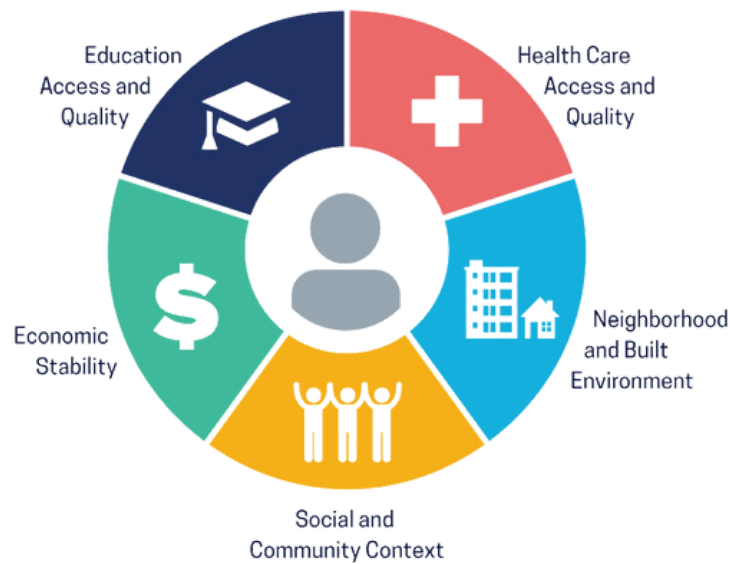 Education
Access and
Quality
Health Care
Access and
Quality
$
Economic
Stability
Neighborhood
and Built
Environment
Social and
Community Context